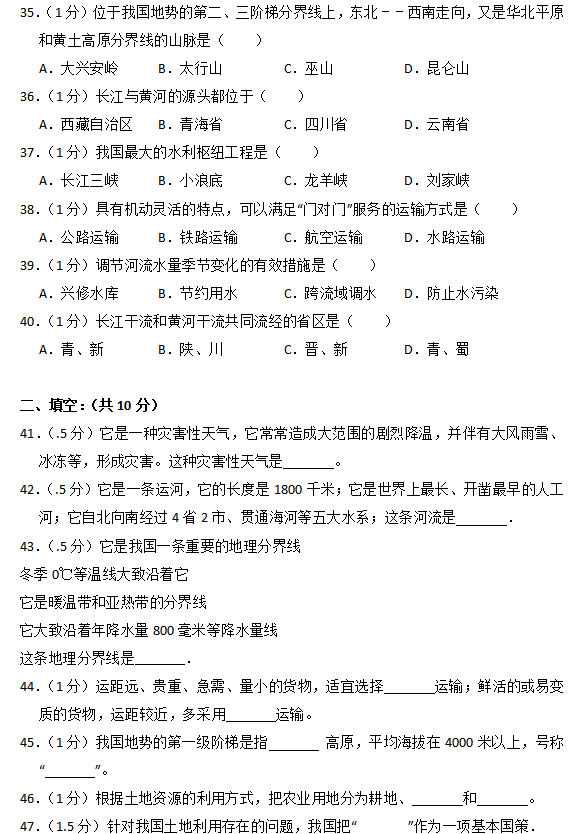 35.(1分)位于我国地势的第二、三阶梯分界线上，东北﹣﹣西南走向，又是华北平原
和黄土高原分界线的山脉是（　　）
A．大兴安岭 B．太行山 C．巫山 D．昆仑山
36.(1分)长江与黄河的源头都位于（　　）
A．西藏自治区 B．青海省 C．四川省 D．云南省
37.(1分)我国最大的水利枢纽工程是（　　）
A．长江三峡 B．小浪底 C．龙羊峡 D．刘家峡
38.(1分)具有机动灵活的特点，可以满足“门对门”服务的运输方式是（　　）
A．公路运输 B．铁路运输 C．航空运输 D．水路运输
39.(1分)调节河流水量季节变化的有效措施是（　　）
A．兴修水库 B．节约用水 C．跨流域调水 D．防止水污染
40.(1分)长江干流和黄河干流共同流经的省区是（　　）
A．青、新 B．陕、川 C．晋、新 D．青、蜀
二、填空：(共10分)
41.(.5分)它是一种灾害性天气，它常常造成大范围的剧烈降温，并伴有大风雨雪、
冰冻等，形成灾害。这种灾害性天气是_______。
42.(.5分)它是一条运河，它的长度是1800千米；它是世界上最长、开凿最早的人工
河；它自北向南经过4省2市、贯通海河等五大水系；这条河流是_______．
43.(.5分)它是我国一条重要的地理分界线
冬季0℃等温线大致沿着它
它是暖温带和亚热带的分界线
它大致沿着年降水量800毫米等降水量线
这条地理分界线是_______．
44.(1分)运距远、贵重、急需、量小的货物，适宜选择_______运输；鲜活的或易变
质的货物，运距较近，多采用_______运输。
45.(1分)我国地势的第一级阶梯是指_______ 高原，平均海拔在4000米以上，号称
“_______”。
46.(1分)根据土地资源的利用方式，把农业用地分为耕地、_______和_______。
47.(1.5分)针对我国土地利用存在的问题，我国把“_______”作为一项基本国策．